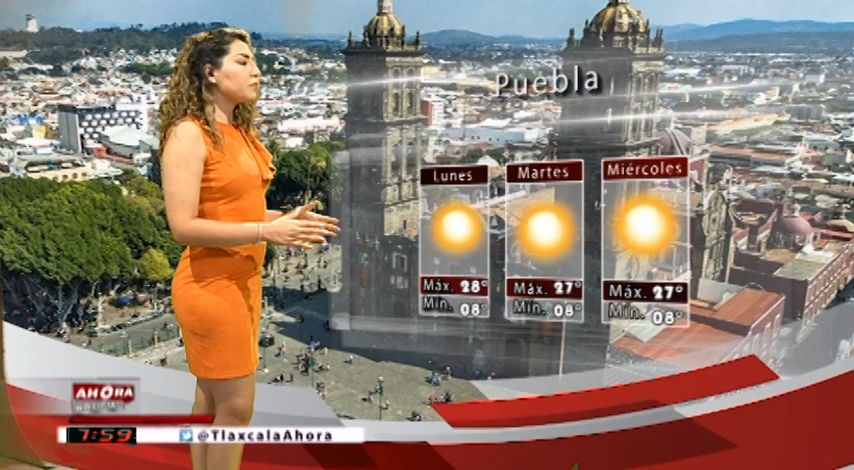 Puebla
Lunes
Máx. 28°
Mín. 08°
Martes
Máx. 27°
Mín. 08°
Miércoles
Máx. 27°
Mín. 08°
AHORA
NOTICIAS
7:59
@TlaxcalaAhora